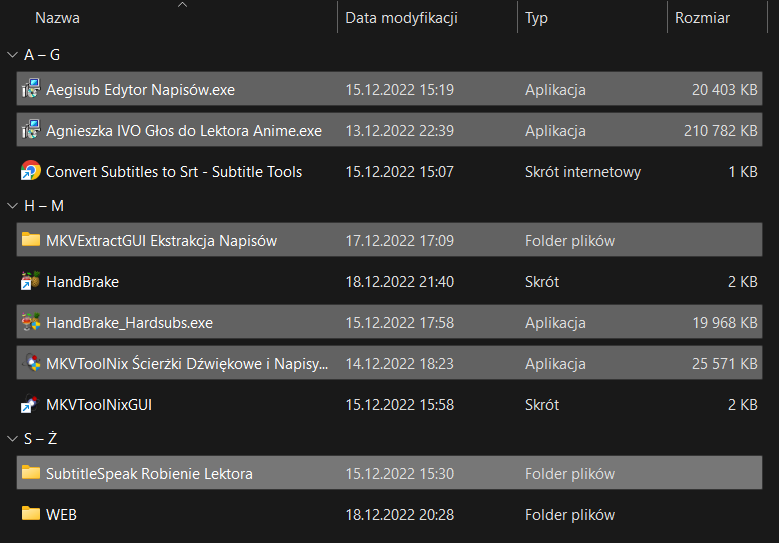 Nazwa Data modyfikacji Typ Rozmiar
A – G
Aegisub Edytor Napisów.exe 15.12.2022 15:19 Aplikacja 20 403 KB
Agnieszka IVO Głos do Lektora Anime.exe 13.12.2022 22:39 Aplikacja 210 782 KB
Convert Subtitles to Srt - Subtitle Tools 15.12.2022 15:07 Skrót internetowy 1 KB
H – M
MKVExtractGUI Ekstrakcja Napisów 17.12.2022 17:09 Folder plików
HandBrake 18.12.2022 21:40 Skrót 2 KB
HandBrake_Hardsubs.exe 15.12.2022 17:58 Aplikacja 19 968 KB
MKVToolNix Ścierżki Dźwiękowe i Napisy... 14.12.2022 18:23 Aplikacja 25 571 KB
MKVToolNixGUI 15.12.2022 15:58 Skrót 2 KB
S – Ż
SubtitleSpeak Robienie Lektora 15.12.2022 15:30 Folder plików
WEB 18.12.2022 20:28 Folder plików